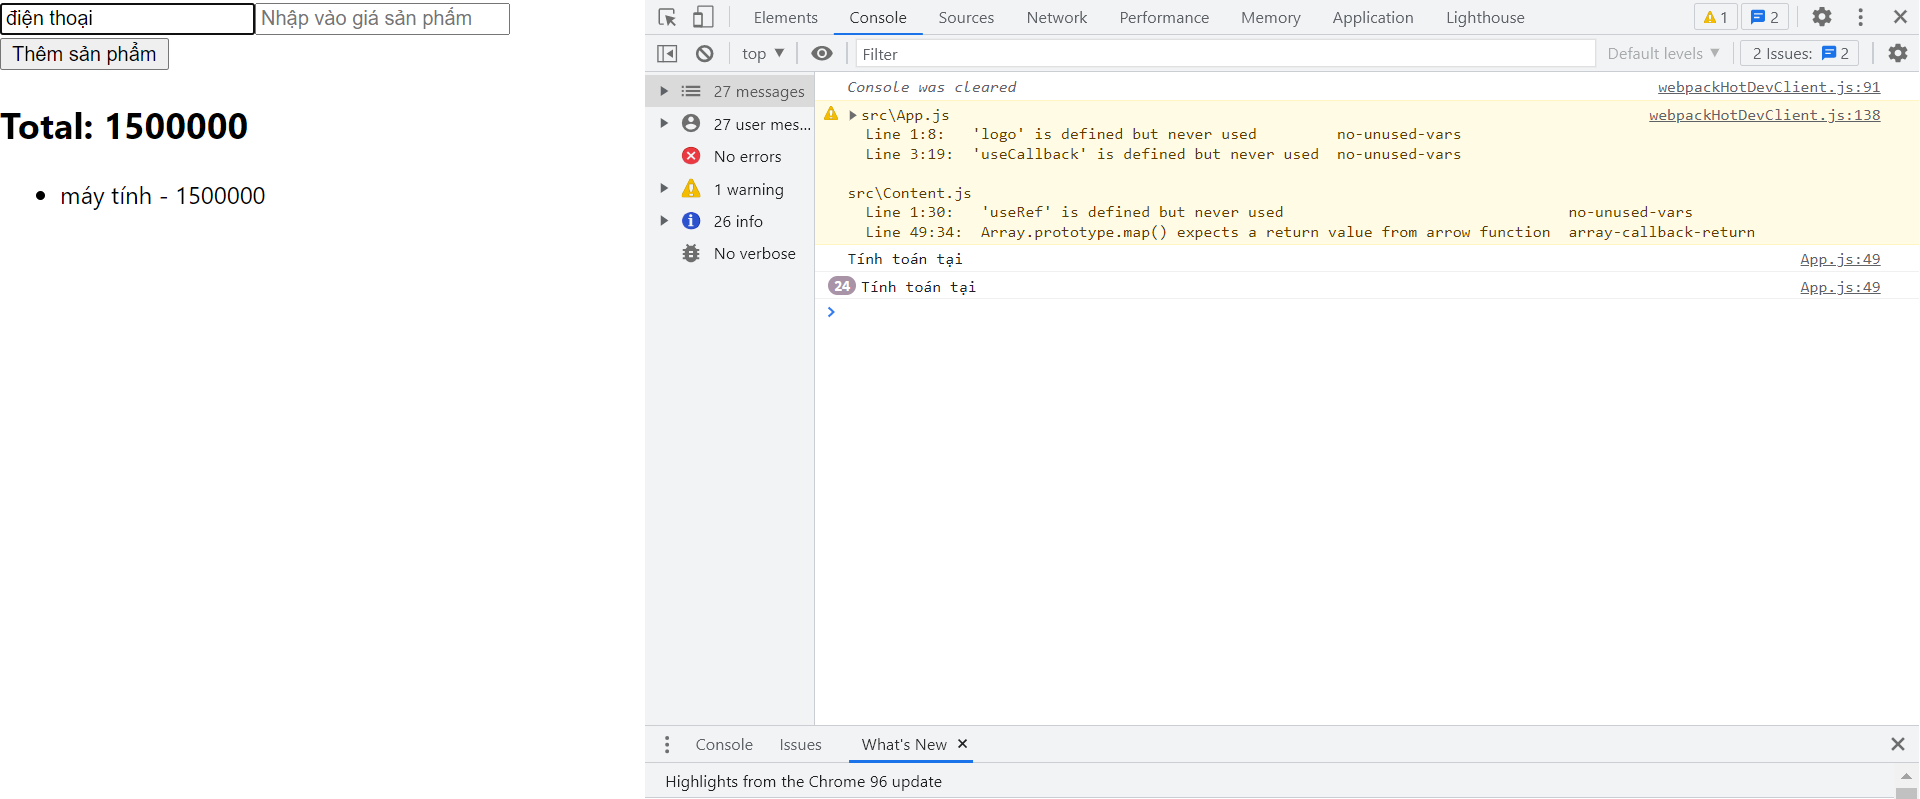 điện thoại Nhập vào giá sản phẩm
Thêm sản phẩm
Total: 1500000
máy tính - 1500000
Elements Console Sources Network Performance Memory Application Lighthouse 1 2
top Filter Default levels 2 Issues: 2
27 messages
27 user mes...
No errors
1 warning
26 info
No verbose
Console was cleared webpackHotDevClient.js:91
src\App.js webpackHotDevClient.js:138
Line 1:8: 'logo' is defined but never used no-unused-vars
Line 3:19: 'useCallback' is defined but never used no-unused-vars
src\Content.js
Line 1:30: 'useRef' is defined but never used no-unused-vars
Line 49:34: Array.prototype.map() expects a return value from arrow function array-callback-return
Tính toán tại App.js:49
24 Tính toán tại App.js:49
Console Issues What's New
Highlights from the Chrome 96 update